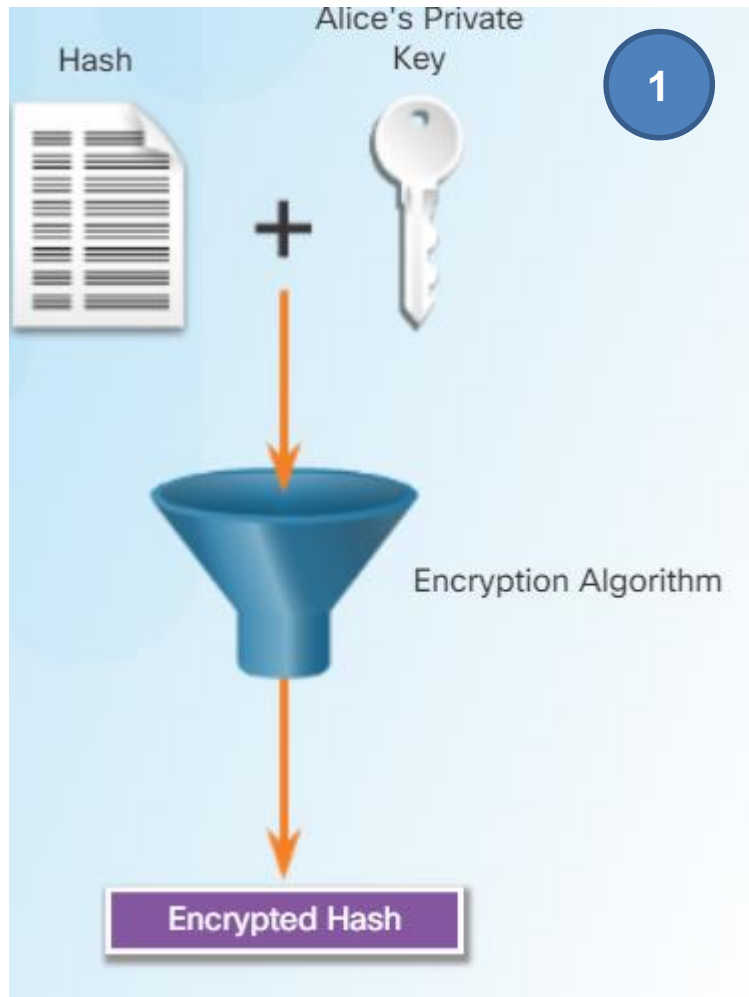 Alice's Private
Hash
Key
1
+
Encryption Algorithm
Encrypted Hash